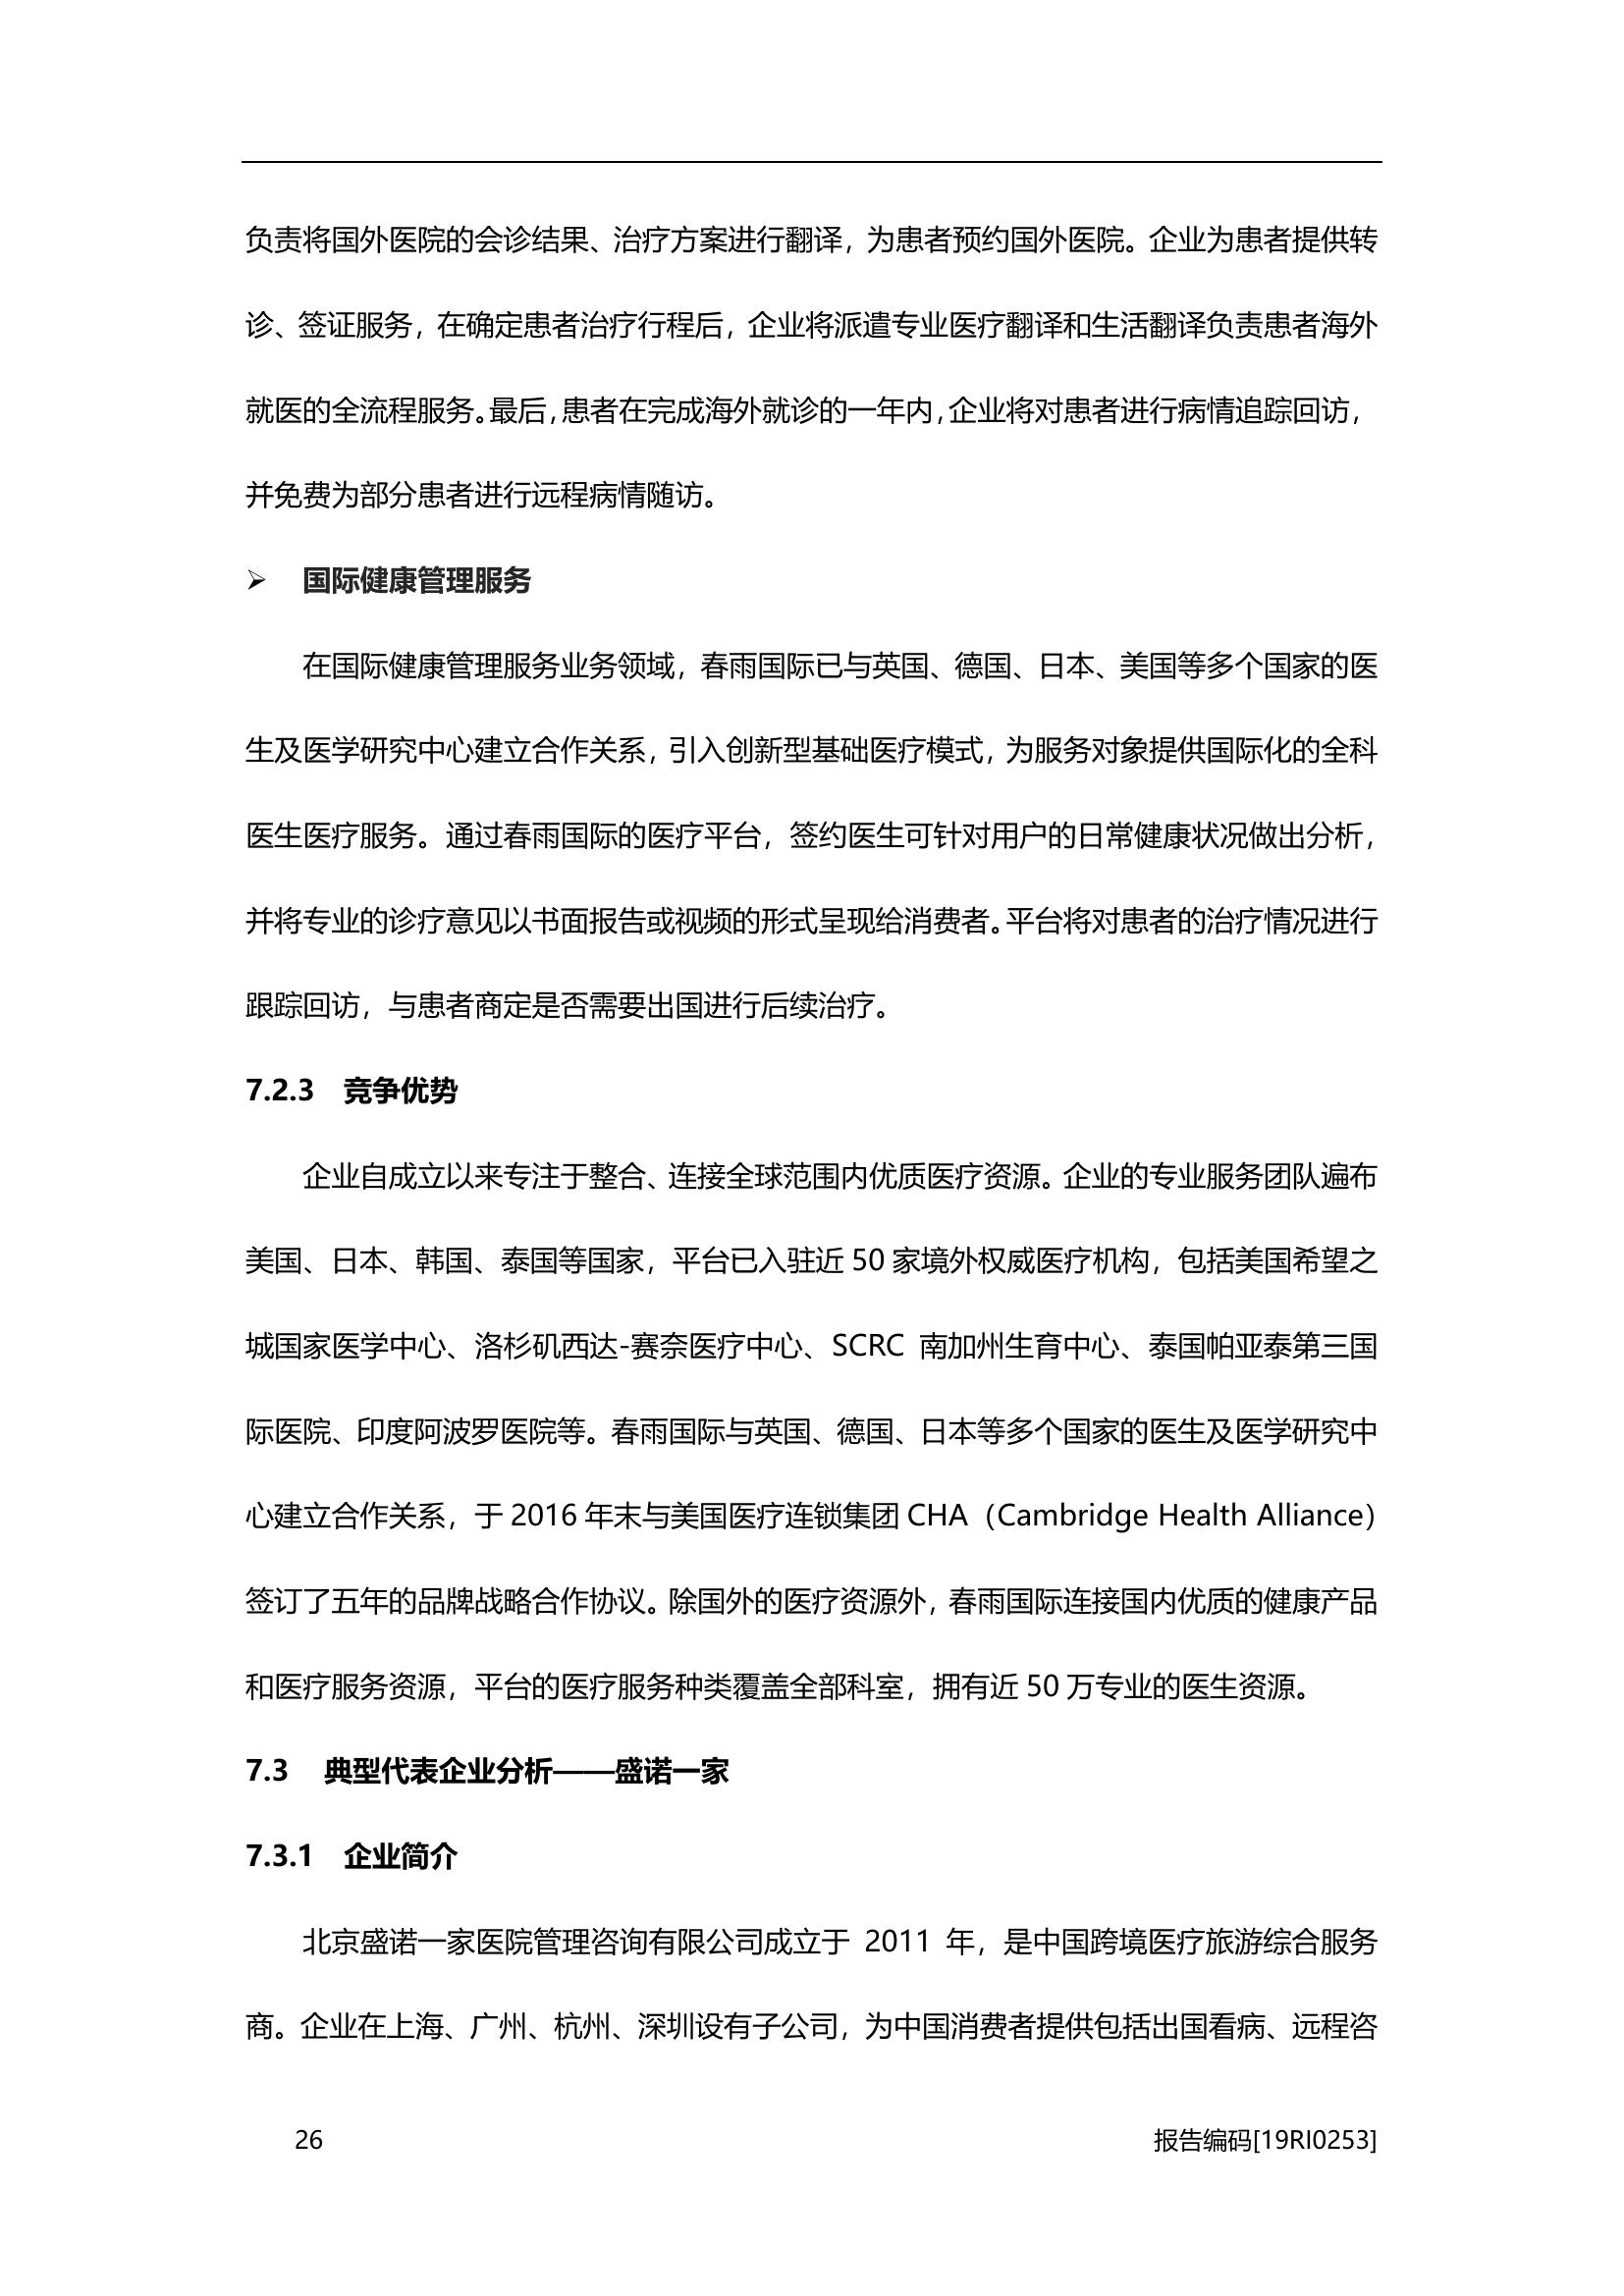 负责将国外医院的会诊结果、治疗方案进行翻译，为患者预约国外医院。企业为患者提供转
诊、签证服务，在确定患者治疗行程后，企业将派遣专业医疗翻译和生活翻译负责患者海外
就医的全流程服务。最后，患者在完成海外就诊的一年内，企业将对患者进行病情追踪回访，
并免费为部分患者进行远程病情随访。
➢ 国际健康管理服务
在国际健康管理服务业务领域，春雨国际已与英国、德国、日本、美国等多个国家的医
生及医学研究中心建立合作关系，引入创新型基础医疗模式，为服务对象提供国际化的全科
医生医疗服务。通过春雨国际的医疗平台，签约医生可针对用户的日常健康状况做出分析，
并将专业的诊疗意见以书面报告或视频的形式呈现给消费者。平台将对患者的治疗情况进行
跟踪回访，与患者商定是否需要出国进行后续治疗。
7.2.3 竞争优势
企业自成立以来专注于整合、连接全球范围内优质医疗资源。企业的专业服务团队遍布
美国、日本、韩国、泰国等国家，平台已入驻近 50 家境外权威医疗机构，包括美国希望之
城国家医学中心、洛杉矶西达-赛奈医疗中心、SCRC 南加州生育中心、泰国帕亚泰第三国
际医院、印度阿波罗医院等。春雨国际与英国、德国、日本等多个国家的医生及医学研究中
心建立合作关系，于 2016 年末与美国医疗连锁集团 CHA（Cambridge Health Alliance）
签订了五年的品牌战略合作协议。除国外的医疗资源外，春雨国际连接国内优质的健康产品
和医疗服务资源，平台的医疗服务种类覆盖全部科室，拥有近 50 万专业的医生资源。
7.3 典型代表企业分析——盛诺一家
7.3.1 企业简介
北京盛诺一家医院管理咨询有限公司成立于 2011 年，是中国跨境医疗旅游综合服务
商。企业在上海、广州、杭州、深圳设有子公司，为中国消费者提供包括出国看病、远程咨
26
报告编码[19RI0253]